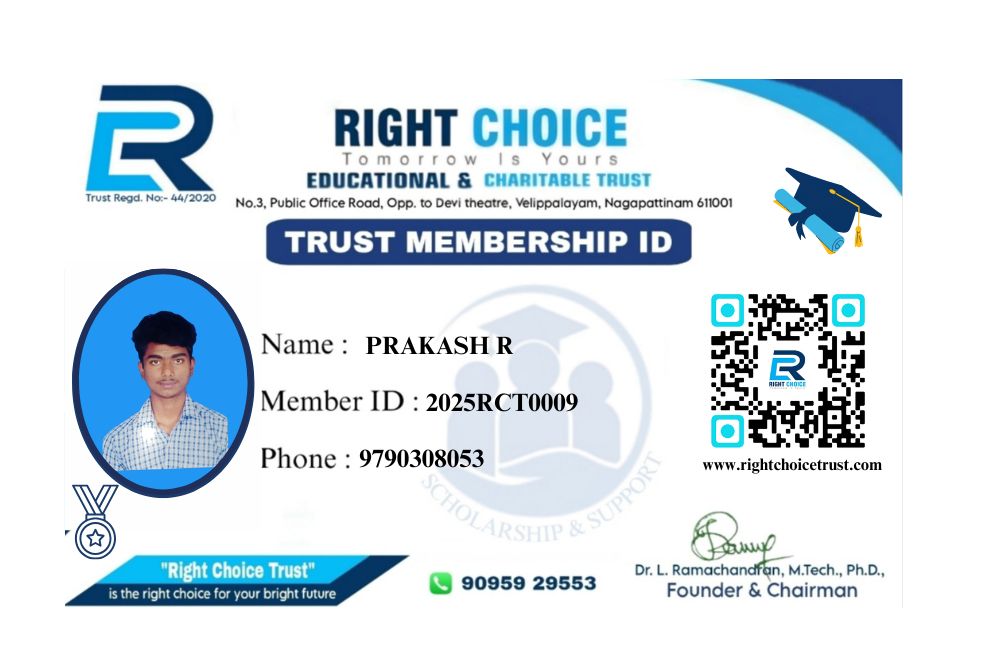 Trust Regd. No:- 44/2020
RIGHT CHOICE
Tomorrow Is Yours
EDUCATIONAL & CHARITABLE TRUST
No.3, Public Office Road, Opp. to Devi theatre, Velippalayam, Nagapattinam 611001
TRUST MEMBERSHIP ID
Name : PRAKASH R
Member ID : 2025RCT0009
Phone : 9790308053
SCHOLARSHIP & SUPPORT
RIGHT CHOICE
www.rightchoicetrust.com
"Right Choice Trust"
is the right choice for your bright future
90959 29553
Dr. L. Ramachandran, M.Tech., Ph.D.,
Founder & Chairman